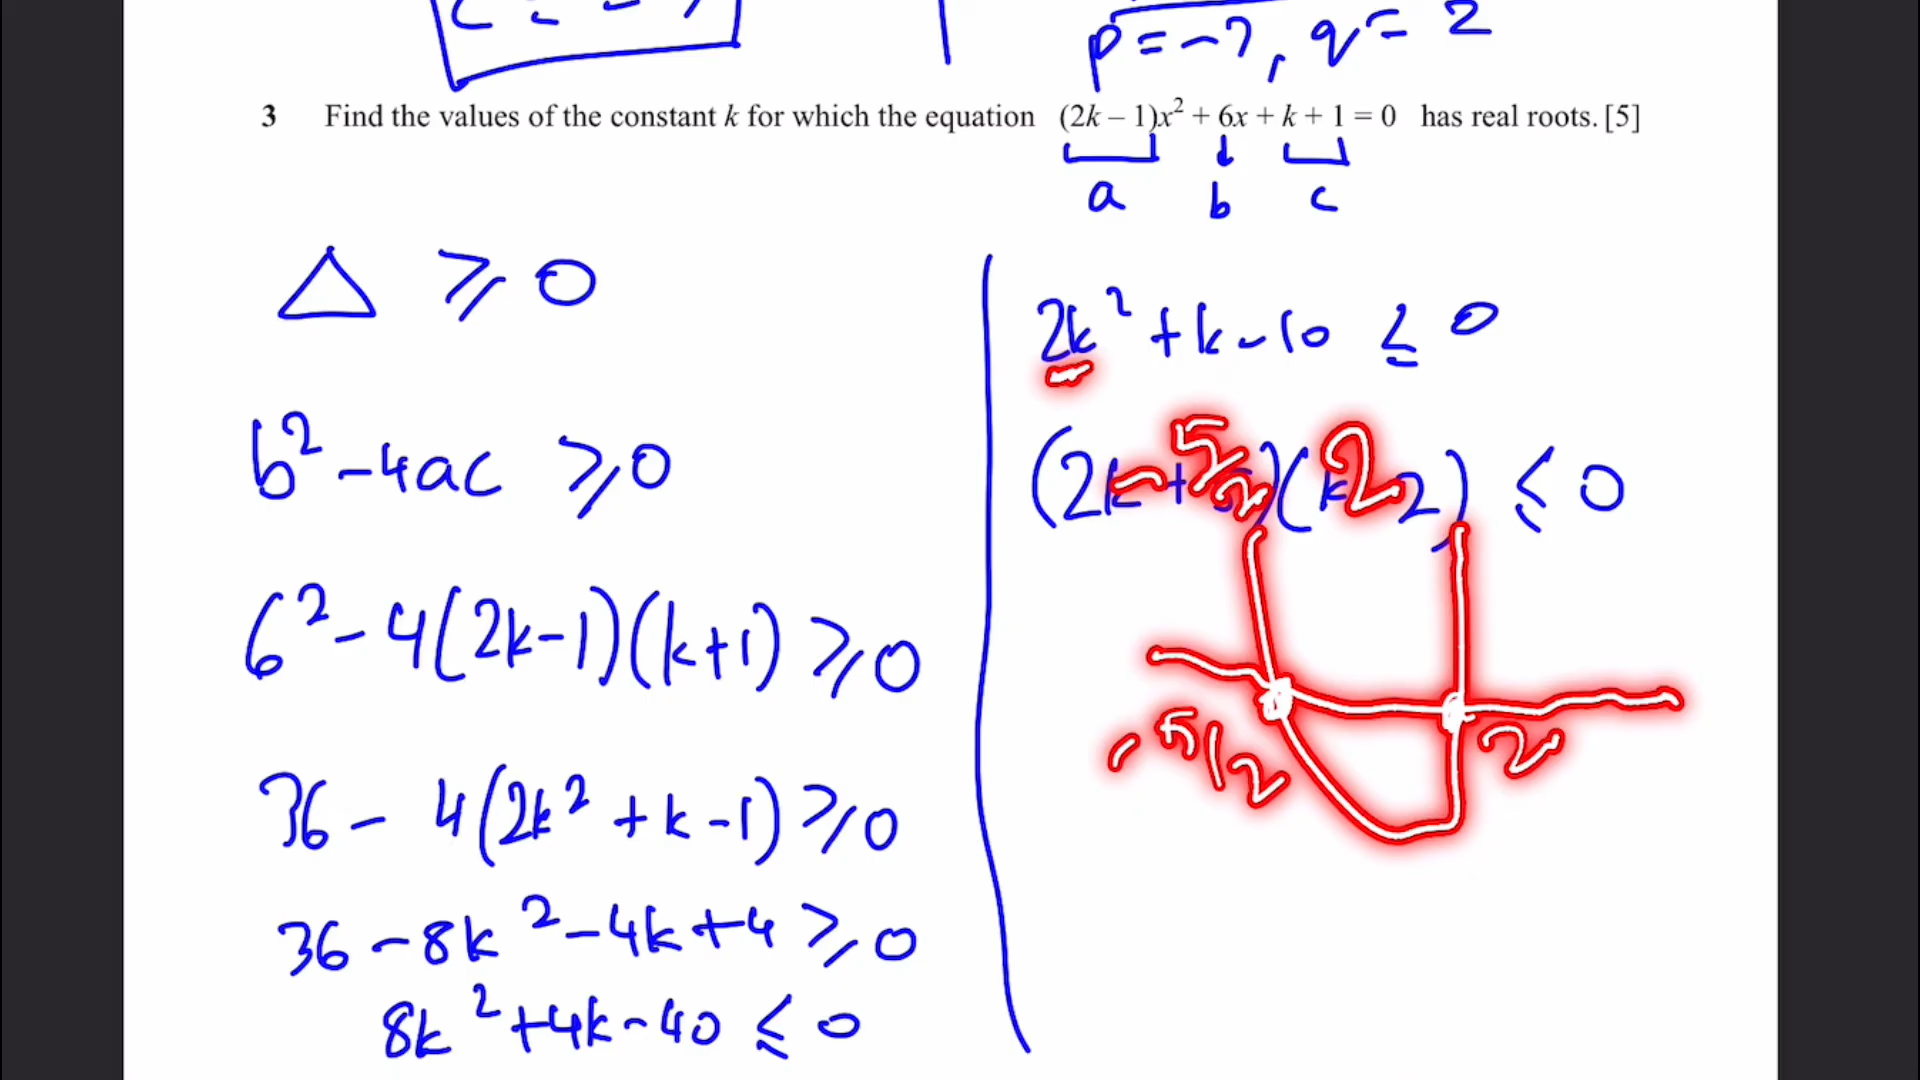 p = -7, q = 2
3 Find the values of the constant k for which the equation (2k – 1)x² + 6x + k + 1 = 0 has real roots. [5]
a b c
△ ≥ 0
b² - 4ac ≥ 0
6² - 4(2k-1)(k+1) ≥ 0
36 - 4(2k² + k - 1) ≥ 0
36 - 8k² - 4k + 4 ≥ 0
8k² + 4k - 40 ≤ 0
2k² + k - 10 ≤ 0
(2k + 5)(k - 2) ≤ 0
-5/2 2
-5/2 2